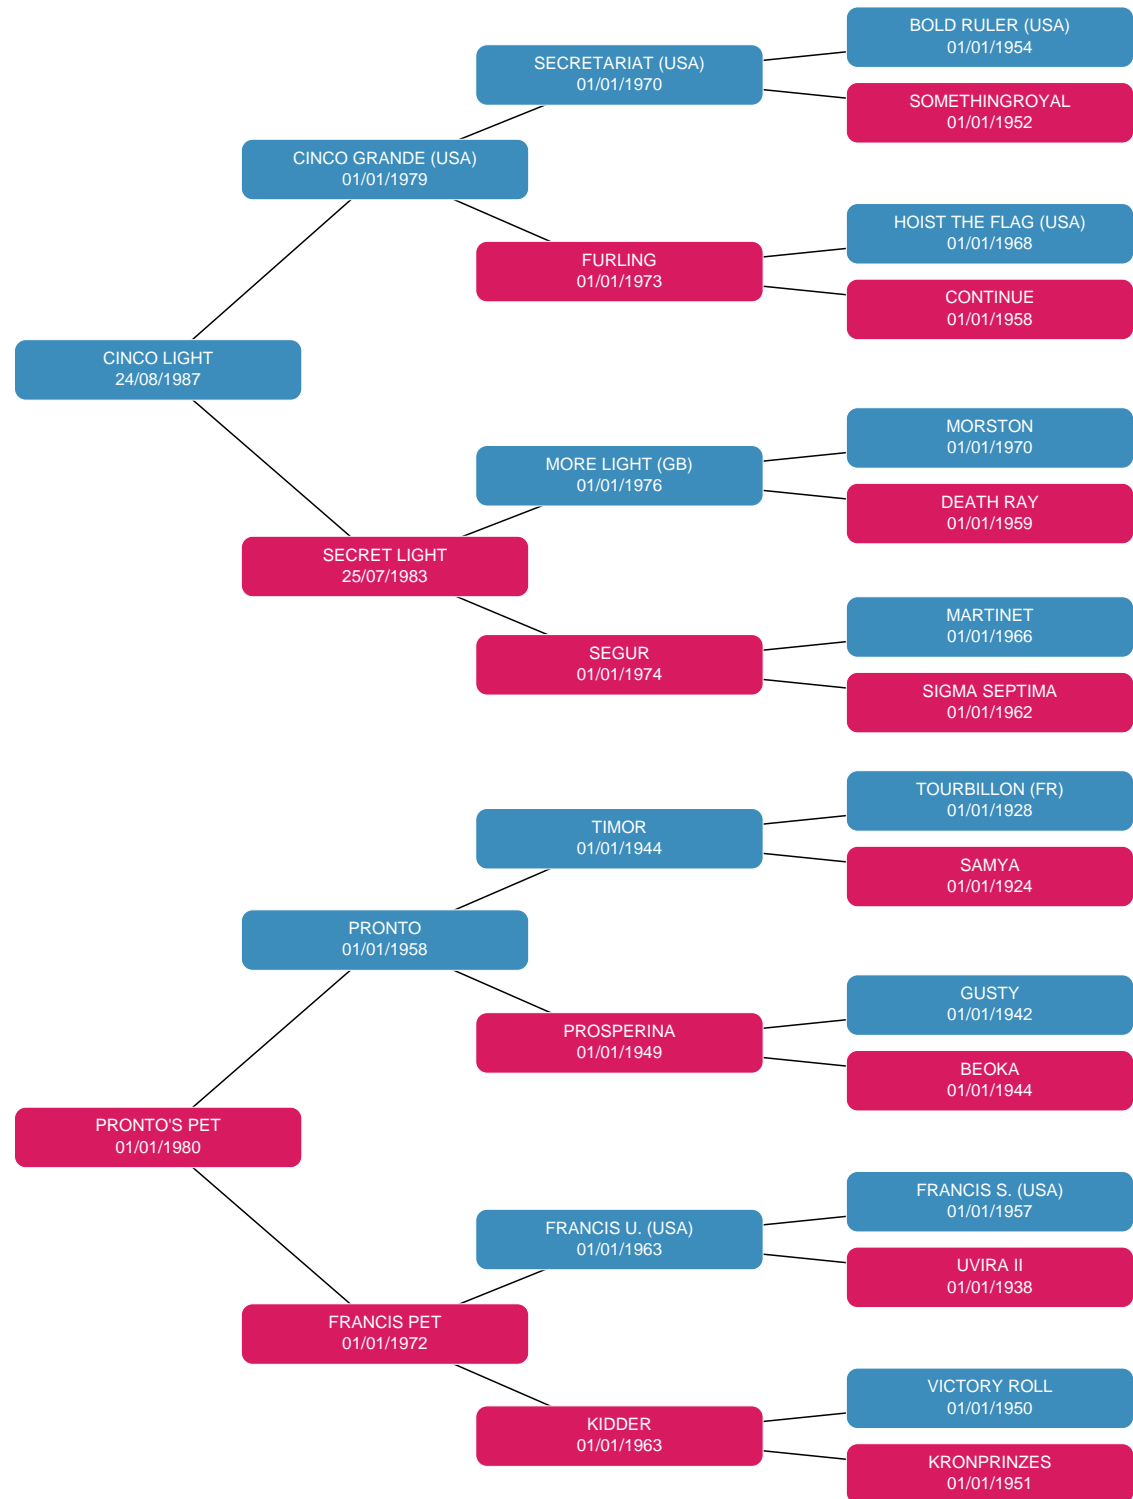 BOLD RULER (USA)
01/01/1954
SECRETARIAT (USA)
01/01/1970
SOMETHINGROYAL
01/01/1952
CINCO GRANDE (USA)
01/01/1979
HOIST THE FLAG (USA)
01/01/1968
FURLING
01/01/1973
CONTINUE
01/01/1958
CINCO LIGHT
24/08/1987
MORSTON
01/01/1970
MORE LIGHT (GB)
01/01/1976
DEATH RAY
01/01/1959
SECRET LIGHT
25/07/1983
MARTINET
01/01/1966
SEGUR
01/01/1974
SIGMA SEPTIMA
01/01/1962
TOURBILLON (FR)
01/01/1928
TIMOR
01/01/1944
SAMYA
01/01/1924
PRONTO
01/01/1958
GUSTY
01/01/1942
PROSPERINA
01/01/1949
BEOKA
01/01/1944
PRONTO'S PET
01/01/1980
FRANCIS S. (USA)
01/01/1957
FRANCIS U. (USA)
01/01/1963
UVIRA II
01/01/1938
FRANCIS PET
01/01/1972
VICTORY ROLL
01/01/1950
KIDDER
01/01/1963
KRONPRINZES
01/01/1951